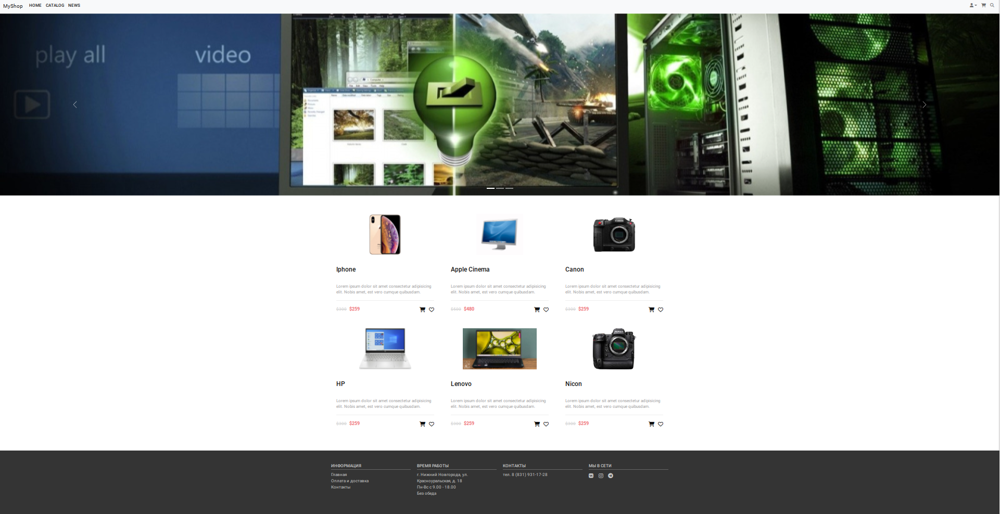 MyShop HOME CATALOG NEWS
play all video
Iphone Apple Cinema Canon
Lorem ipsum dolor sit amet consectetur adipisicing
elit. Nobis amet, est vero cumque quibusdam.
Lorem ipsum dolor sit amet consectetur adipisicing
elit. Nobis amet, est vero cumque quibusdam.
Lorem ipsum dolor sit amet consectetur adipisicing
elit. Nobis amet, est vero cumque quibusdam.
$300 $259
$500 $480
$300 $259
HP Lenovo Nicon
Lorem ipsum dolor sit amet consectetur adipisicing
elit. Nobis amet, est vero cumque quibusdam.
Lorem ipsum dolor sit amet consectetur adipisicing
elit. Nobis amet, est vero cumque quibusdam.
Lorem ipsum dolor sit amet consectetur adipisicing
elit. Nobis amet, est vero cumque quibusdam.
$300 $259
$300 $259
$300 $259
ИНФОРМАЦИЯ
Главная
Оплата и доставка
Контакты
ВРЕМЯ РАБОТЫ
г. Нижний Новгорода, ул.
Красноуральская, д. 18
Пн-Вс с 9.00 - 18.00
Без обеда
КОНТАКТЫ
тел. 8 (831) 931-17-28
МЫ В СЕТИ